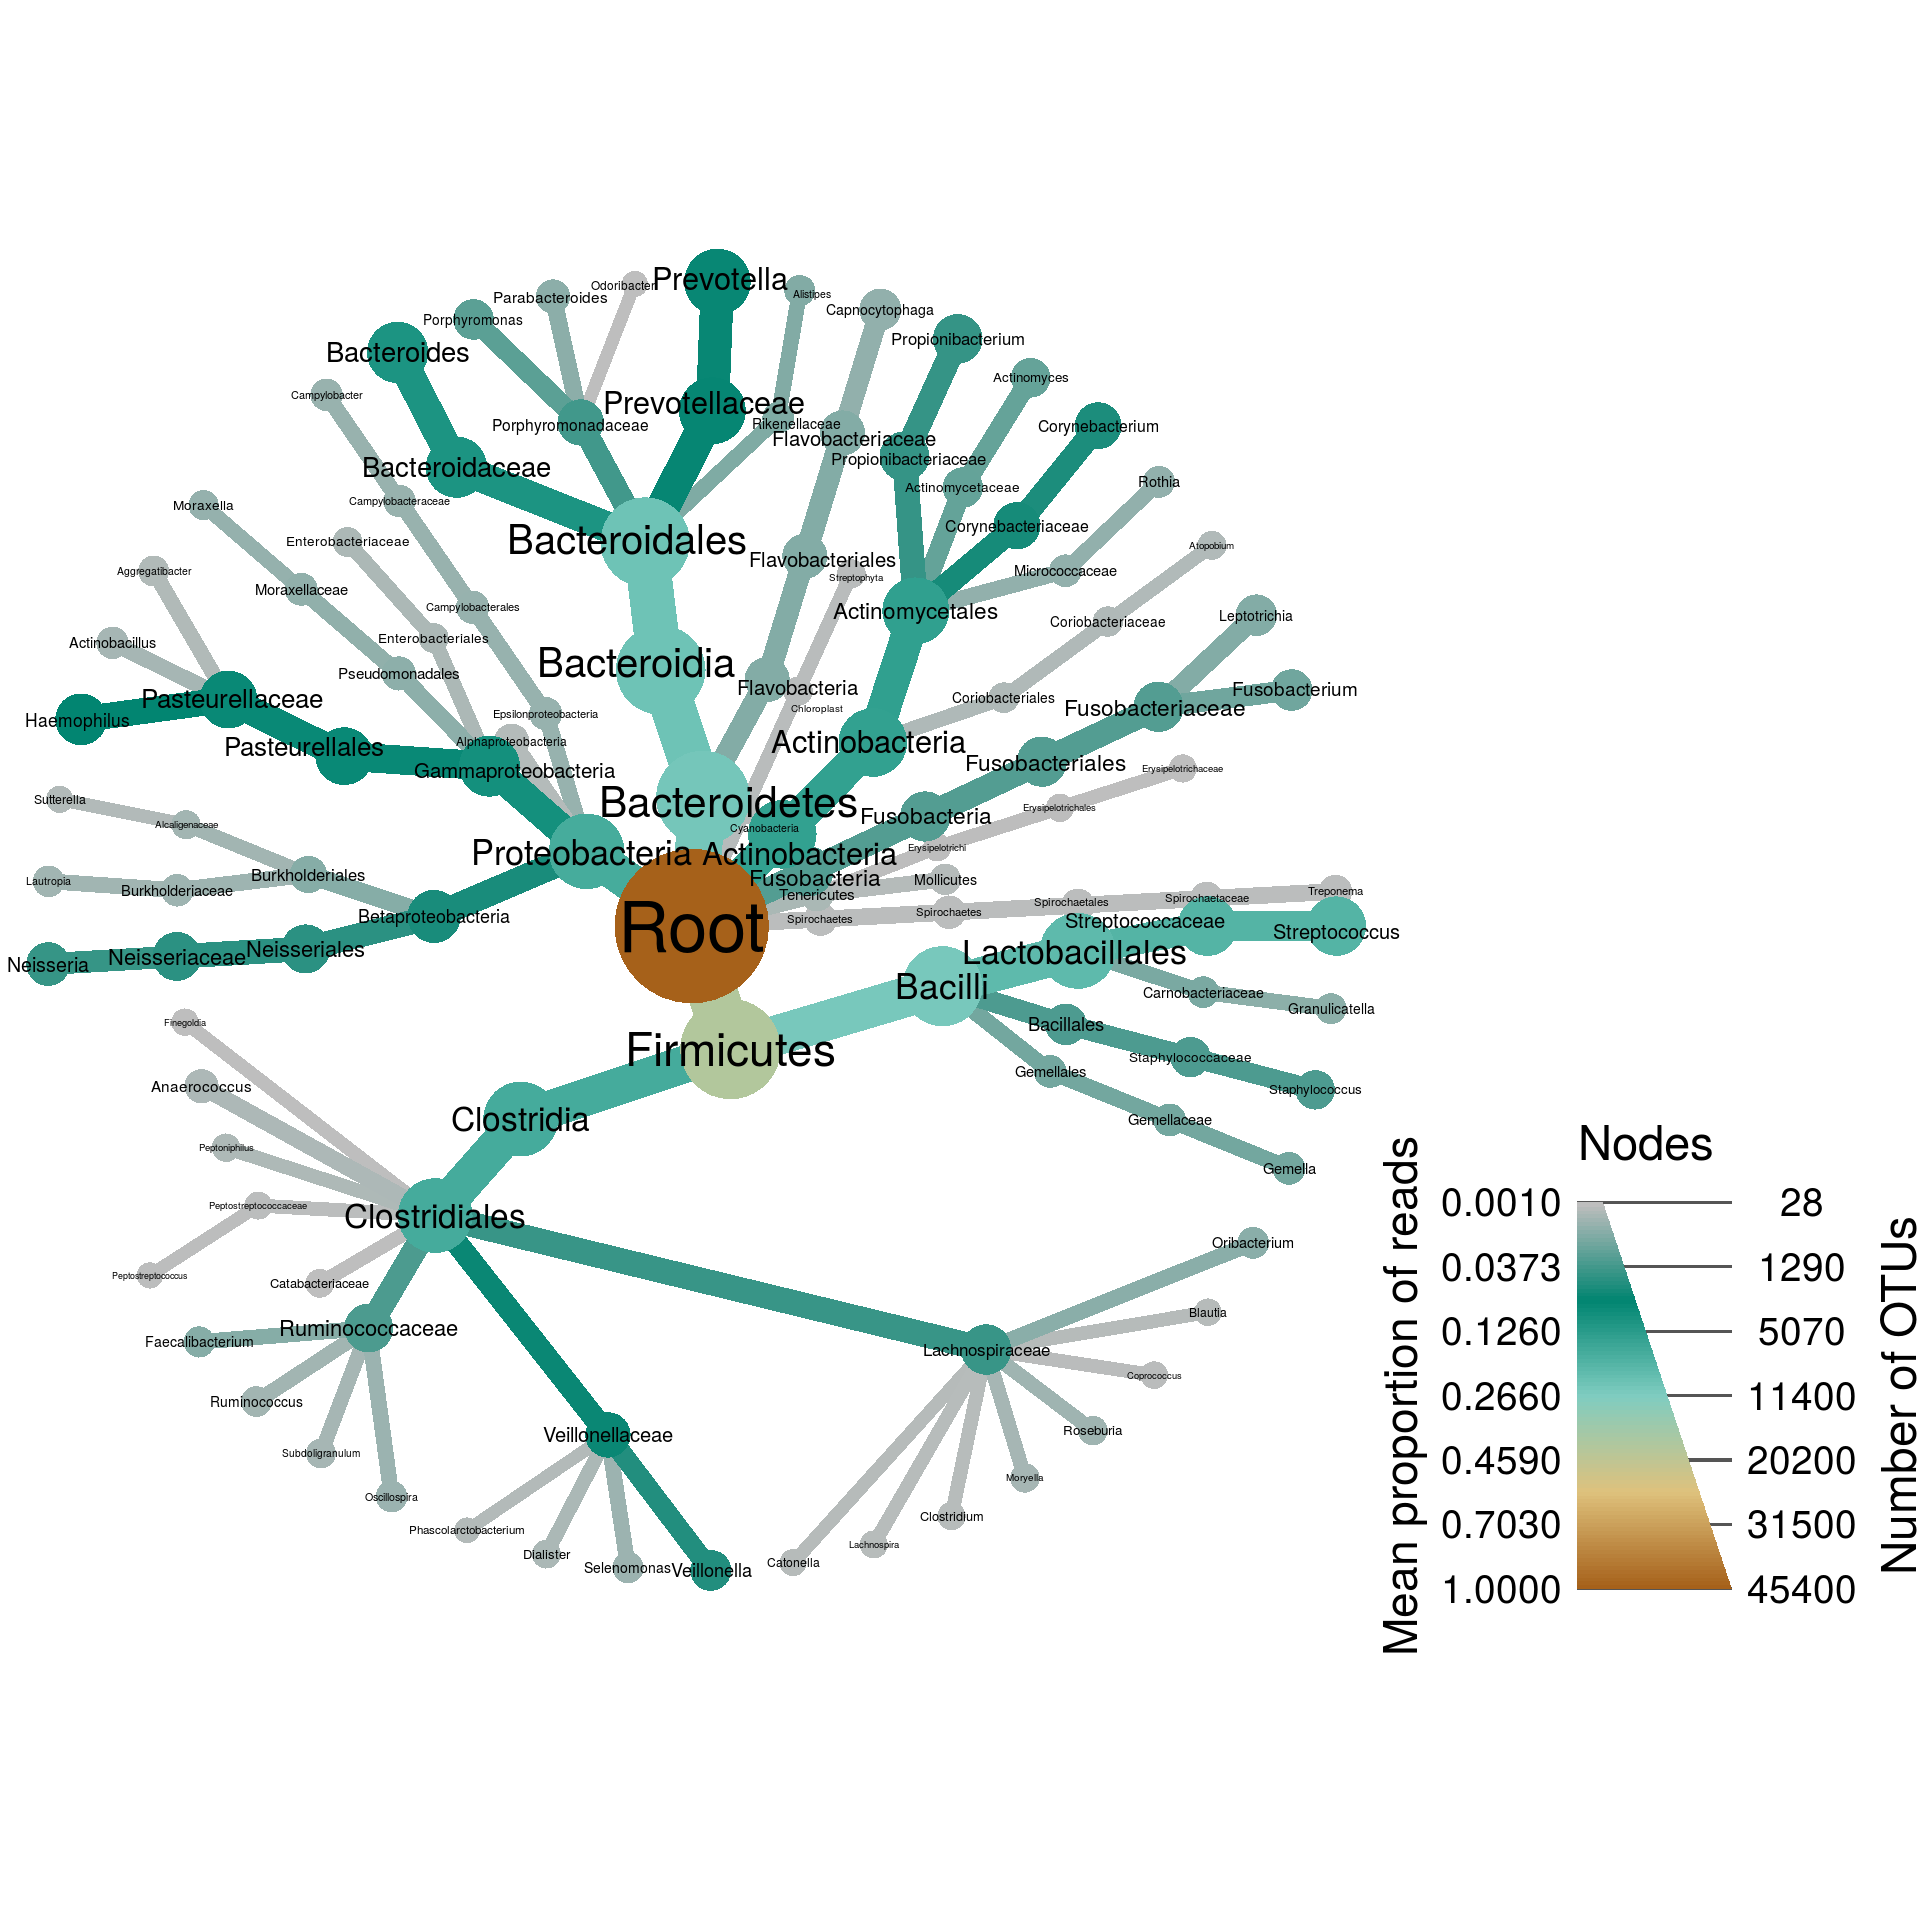 Prevotella
Odoribacter
Parabacteroides
Alistipes
Capnocytophaga
Porphyromonas
Propionibacterium
Bacteroides
Actinomyces
Campylobacter
Prevotellaceae
Porphyromonadaceae
Rikenellaceae
Corynebacterium
Flavobacteriaceae
Propionibacteriaceae
Bacteroidaceae
Rothia
Actinomycetaceae
Campylobacteraceae
Moraxella
Corynebacteriaceae
Bacteroidales
Enterobacteriaceae
Atopobium
Flavobacteriales
Streptophyta
Aggregatibacter
Micrococcaceae
Moraxellaceae
Campylobacterales
Actinomycetales
Leptotrichia
Coriobacteriaceae
Actinobacillus
Enterobacteriales
Bacteroidia
Pseudomonadales
Flavobacteria
Fusobacterium
Pasteurellaceae
Coriobacteriales
Chloroplast
Fusobacteriaceae
Haemophilus
Epsilonproteobacteria
Alphaproteobacteria
Actinobacteria
Pasteurellales
Fusobacteriales
Erysipelotrichaceae
Gammaproteobacteria
Sutterella
Bacteroidetes
Erysipelotrichales
Fusobacteria
Alcaligenaceae
Cyanobacteria
Erysipelotrichi
Proteobacteria
Actinobacteria
Burkholderiales
Fusobacteria
Mollicutes
Lautropia
Burkholderiaceae
Tenericutes
Treponema
Spirochaetaceae
Spirochaetales
Spirochaetes
Spirochaetes
Betaproteobacteria
Root
Streptococcaceae
Streptococcus
Neisseriales
Neisseriaceae
Neisseria
Lactobacillales
Bacilli
Carnobacteriaceae
Granulicatella
Finegoldia
Bacillales
Firmicutes
Staphylococcaceae
Gemellales
Staphylococcus
Anaerococcus
Clostridia
Gemellaceae
Peptoniphilus
Gemella
Peptostreptococcaceae
Clostridiales
Oribacterium
Peptostreptococcus
Catabacteriaceae
Blautia
Ruminococcaceae
Faecalibacterium
Lachnospiraceae
Coprococcus
Ruminococcus
Roseburia
Veillonellaceae
Subdoligranulum
Moryella
Oscillospira
Clostridium
Phascolarctobacterium
Lachnospira
Dialister
Catonella
Selenomonas
Veillonella
Nodes
Mean proportion of reads
Number of OTUs
0.0010 28
0.0373 1290
0.1260 5070
0.2660 11400
0.4590 20200
0.7030 31500
1.0000 45400